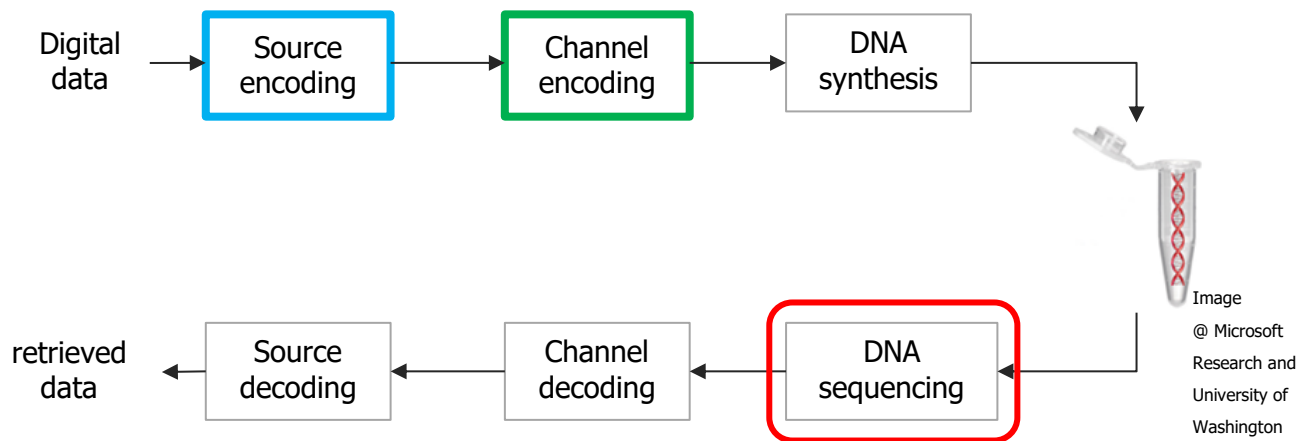 Digital
data
Source
encoding
Channel
encoding
DNA
synthesis
Image
@ Microsoft
Research and
University of
Washington
retrieved
data
Source
decoding
Channel
decoding
DNA
sequencing